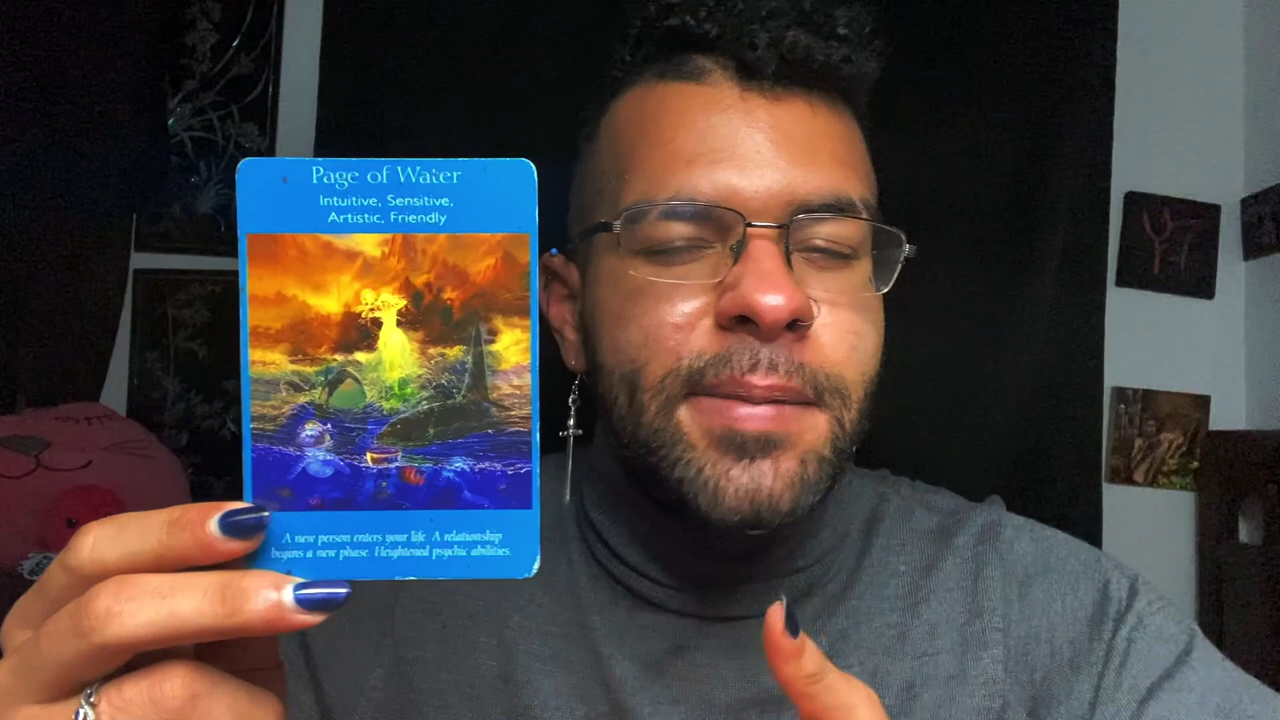 Page of Water
Intuitive, Sensitive,
Artistic, Friendly
A new person enters your life. A relationship
begins a new phase. Heightened psychic abilities.